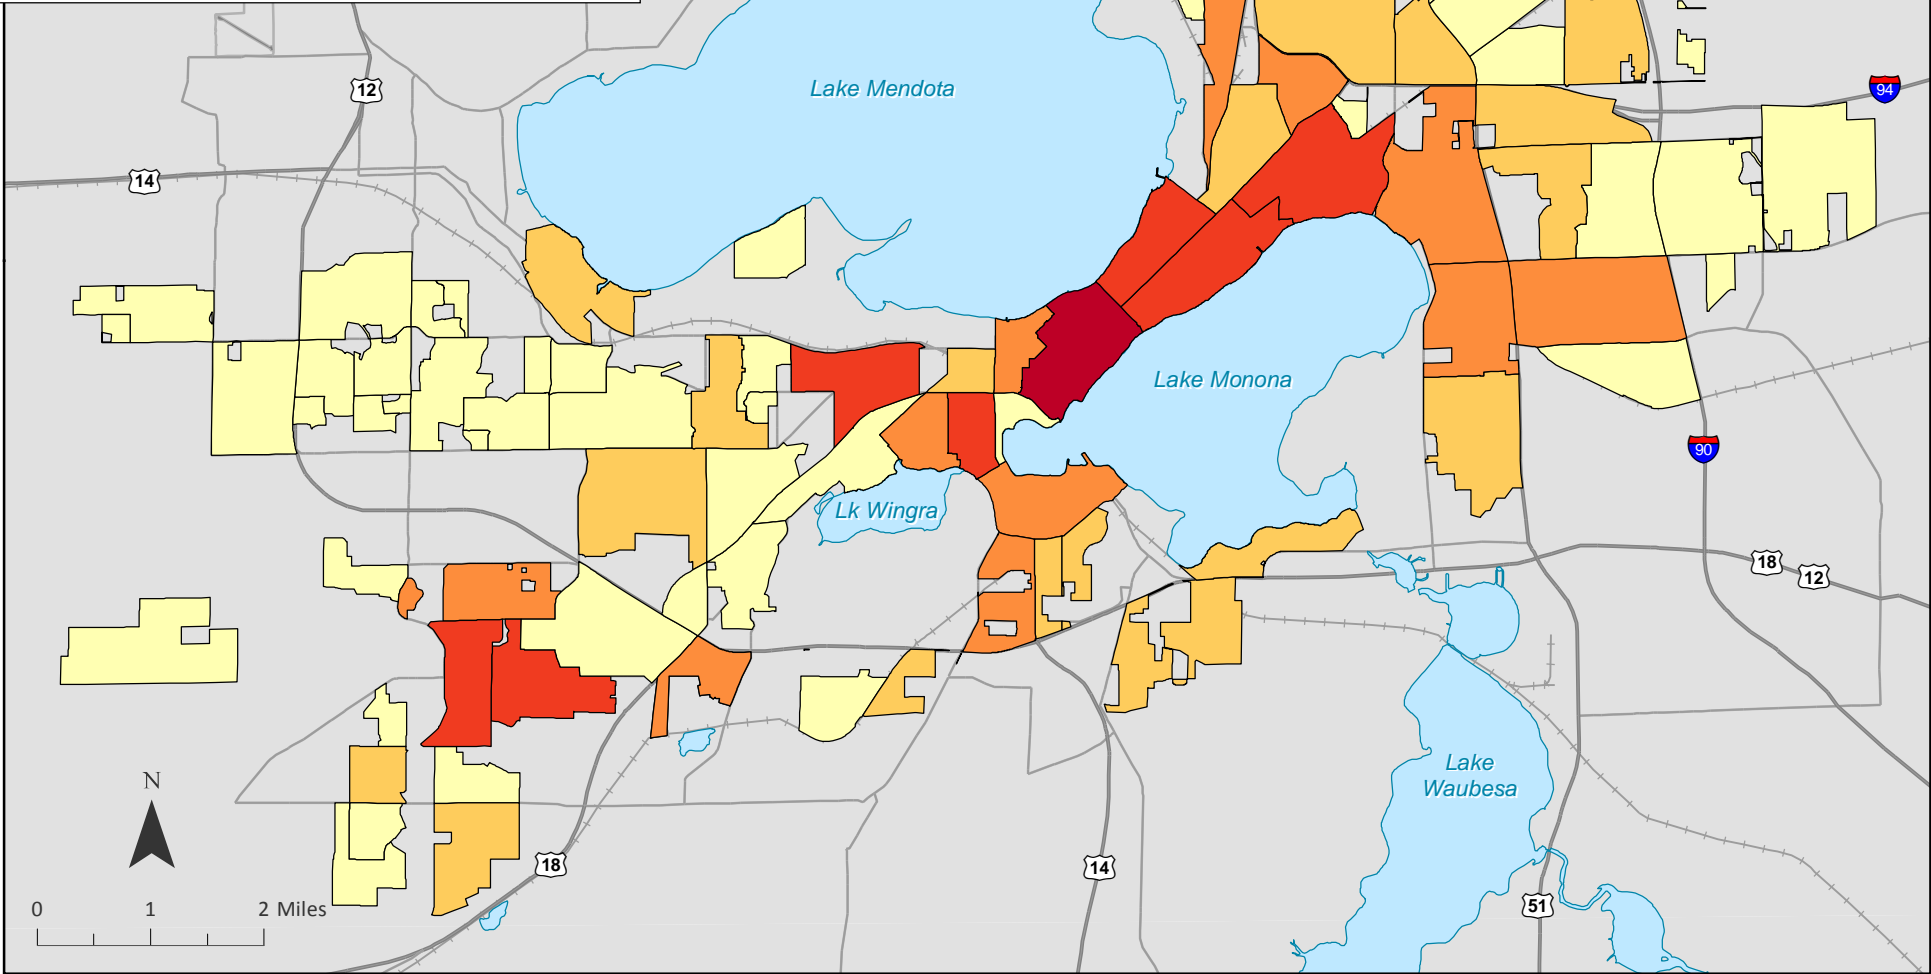 Lake Mendota
12
94
14
Lake Monona
90
Lk Wingra
18
12
Lake
Waubesa
N
18
14
51
0 1 2 Miles